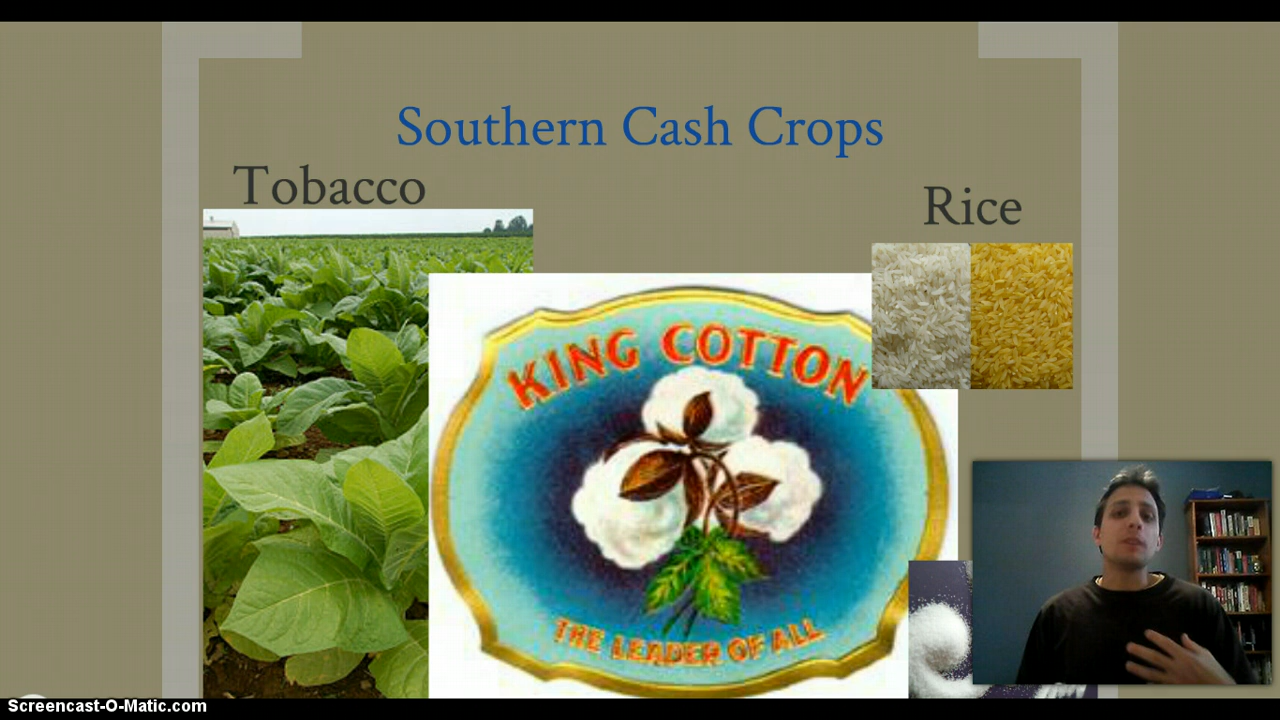 Southern Cash Crops
Tobacco
Rice
KING COTTON
THE LEADER OF ALL
Screencast-O-Matic.com